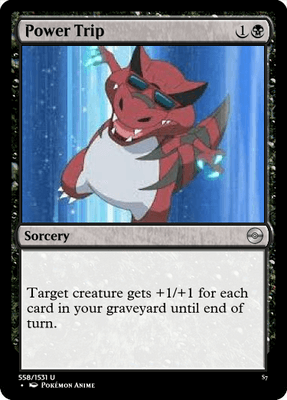 Power Trip 1
Sorcery
Target creature gets +1/+1 for each
card in your graveyard until end of
turn.
558/1531 U
• Pokémon Anime